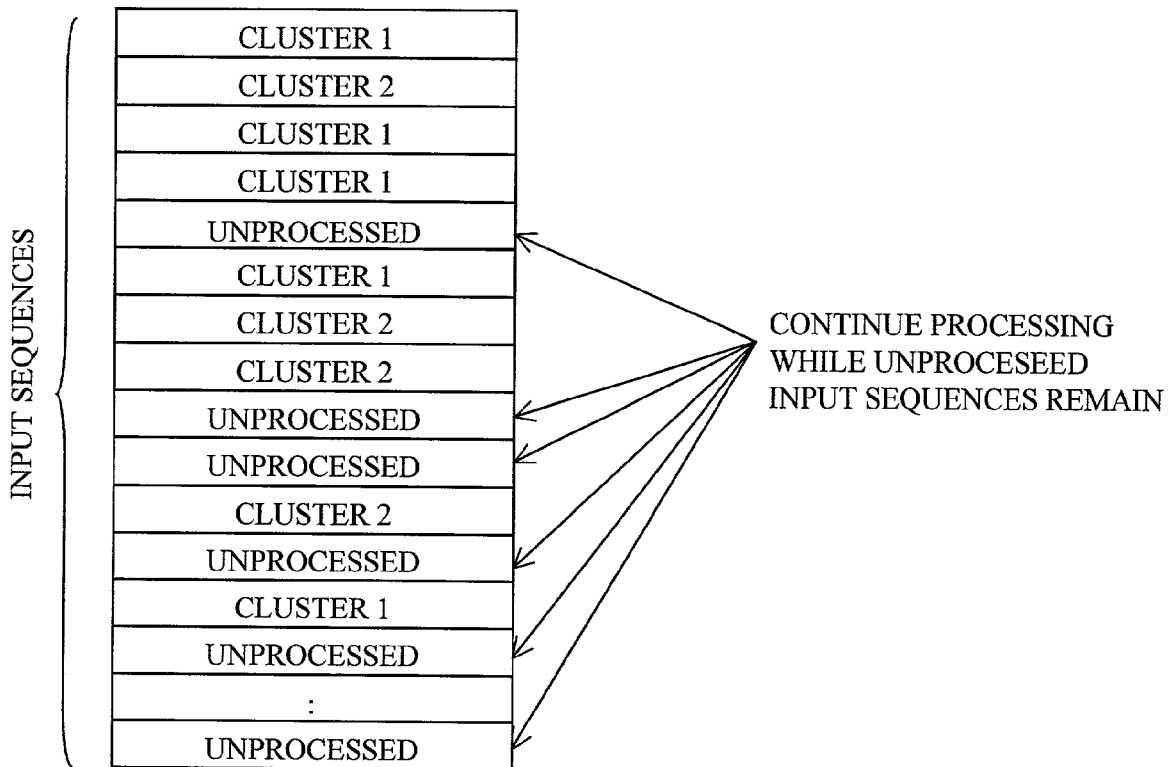 INPUT SEQUENCES
CLUSTER 1
CLUSTER 2
CLUSTER 1
CLUSTER 1
UNPROCESSED
CLUSTER 1
CLUSTER 2
CLUSTER 2
UNPROCESSED
UNPROCESSED
CLUSTER 2
UNPROCESSED
CLUSTER 1
UNPROCESSED
:
UNPROCESSED
CONTINUE PROCESSING
WHILE UNPROCESEED
INPUT SEQUENCES REMAIN